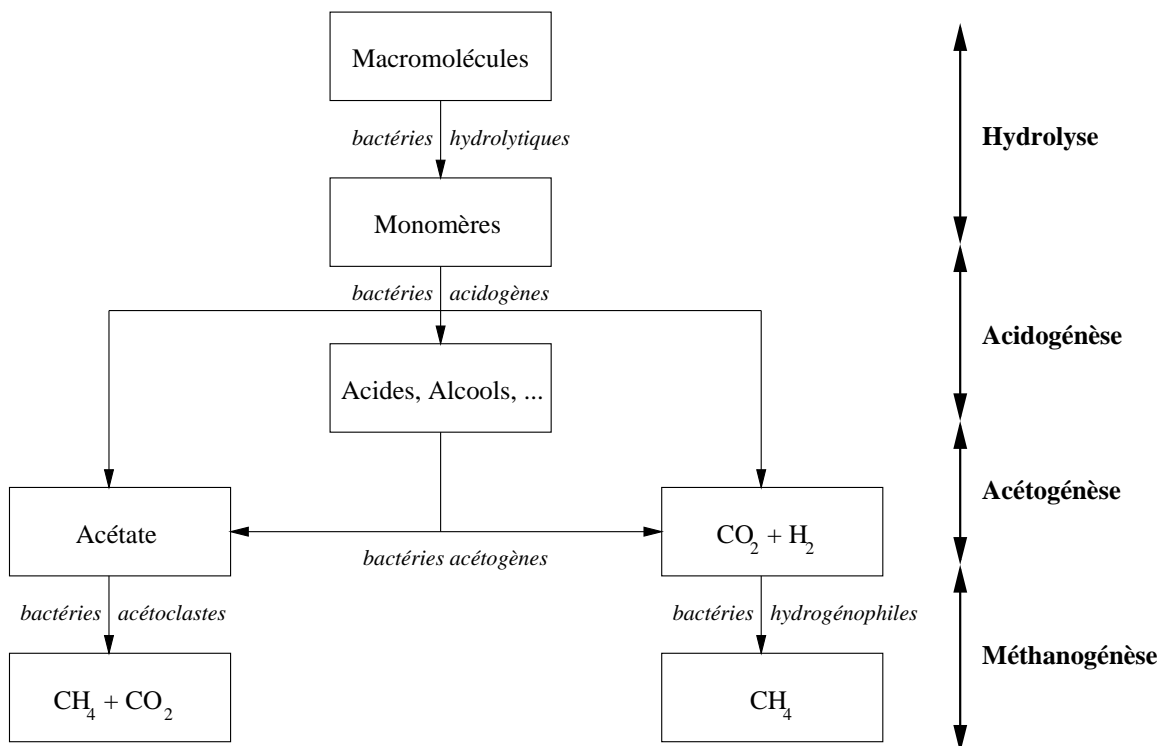 Macromolécules
bactéries hydrolytiques
Hydrolyse
Monomères
bactéries acidogènes
Acidogénèse
Acides, Alcools, ...
Acétogénèse
Acétate
CO2 + H2
bactéries acétogènes
bactéries acétoclastes
bactéries hydrogénophiles
Méthanogénèse
CH4 + CO2
CH4